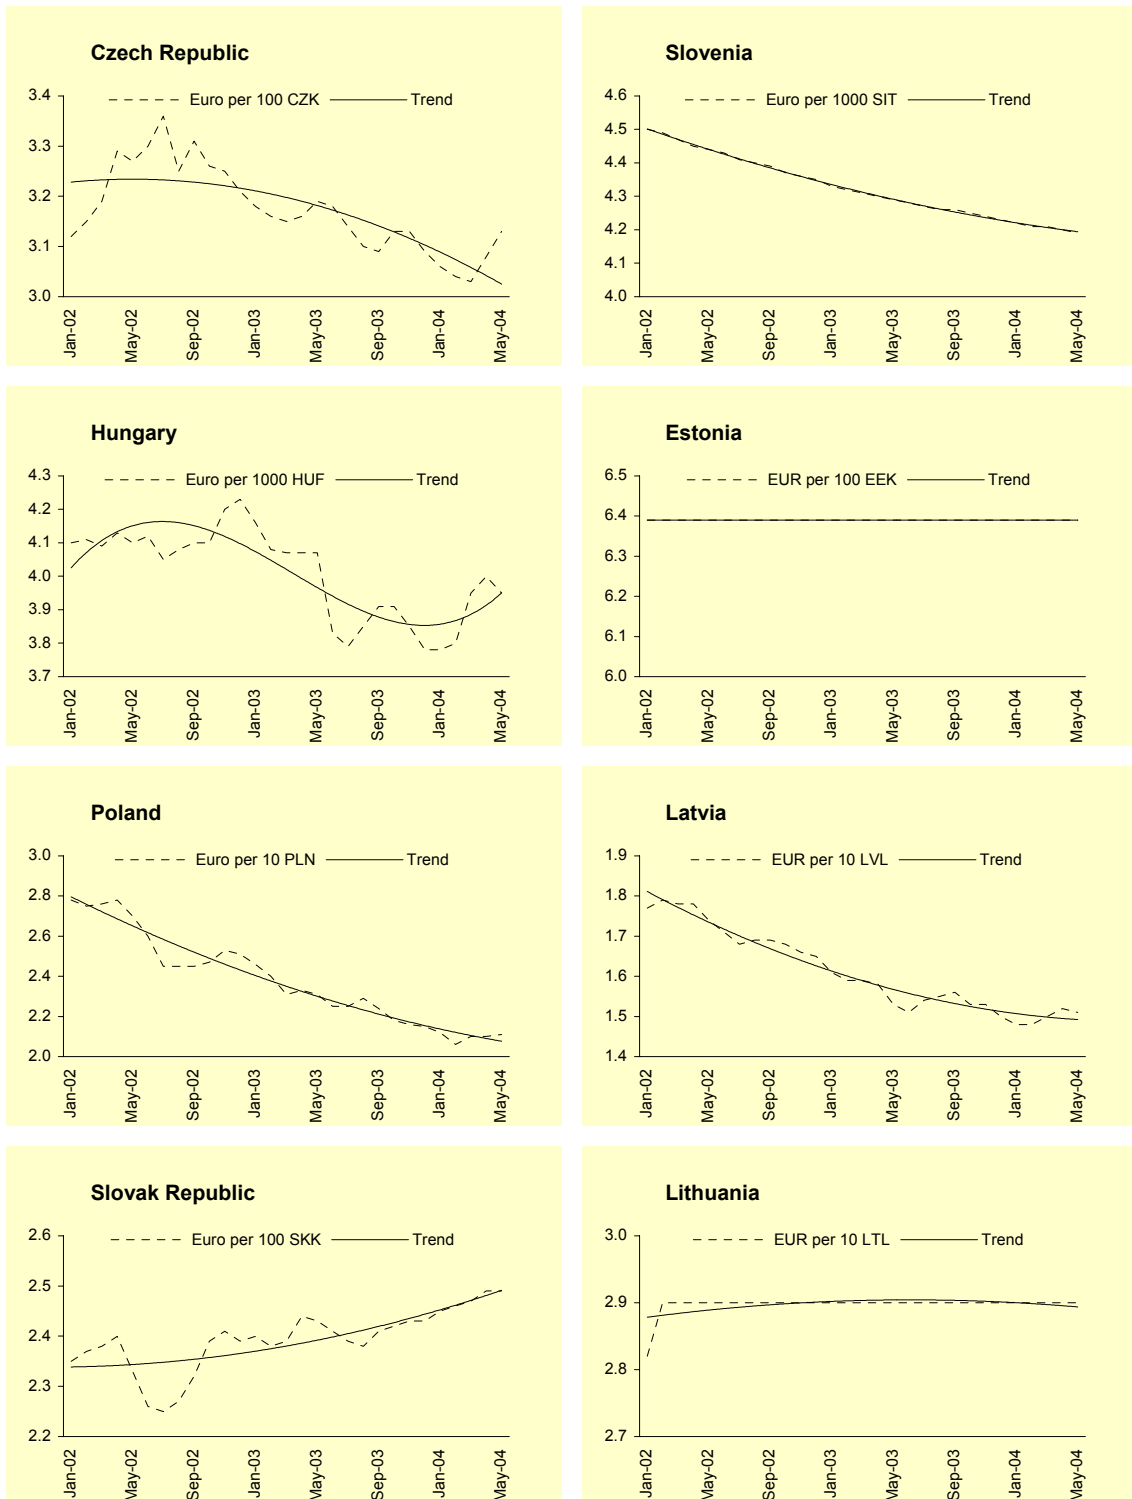 Czech Republic
Euro per 100 CZK Trend
3.4
3.3
3.2
3.1
3.0
Jan-02 May-02 Sep-02 Jan-03 May-03 Sep-03 Jan-04 May-04
Slovenia
Euro per 1000 SIT Trend
4.6
4.5
4.4
4.3
4.2
4.1
4.0
Jan-02 May-02 Sep-02 Jan-03 May-03 Sep-03 Jan-04 May-04
Hungary
Euro per 1000 HUF Trend
4.3
4.2
4.1
4.0
3.9
3.8
3.7
Jan-02 May-02 Sep-02 Jan-03 May-03 Sep-03 Jan-04 May-04
Estonia
EUR per 100 EEK Trend
6.5
6.4
6.3
6.2
6.1
6.0
Jan-02 May-02 Sep-02 Jan-03 May-03 Sep-03 Jan-04 May-04
Poland
Euro per 10 PLN Trend
3.0
2.8
2.6
2.4
2.2
2.0
Jan-02 May-02 Sep-02 Jan-03 May-03 Sep-03 Jan-04 May-04
Latvia
EUR per 10 LVL Trend
1.9
1.8
1.7
1.6
1.5
1.4
Jan-02 May-02 Sep-02 Jan-03 May-03 Sep-03 Jan-04 May-04
Slovak Republic
Euro per 100 SKK Trend
2.6
2.5
2.4
2.3
2.2
Jan-02 May-02 Sep-02 Jan-03 May-03 Sep-03 Jan-04 May-04
Lithuania
EUR per 10 LTL Trend
3.0
2.9
2.8
2.7
Jan-02 May-02 Sep-02 Jan-03 May-03 Sep-03 Jan-04 May-04